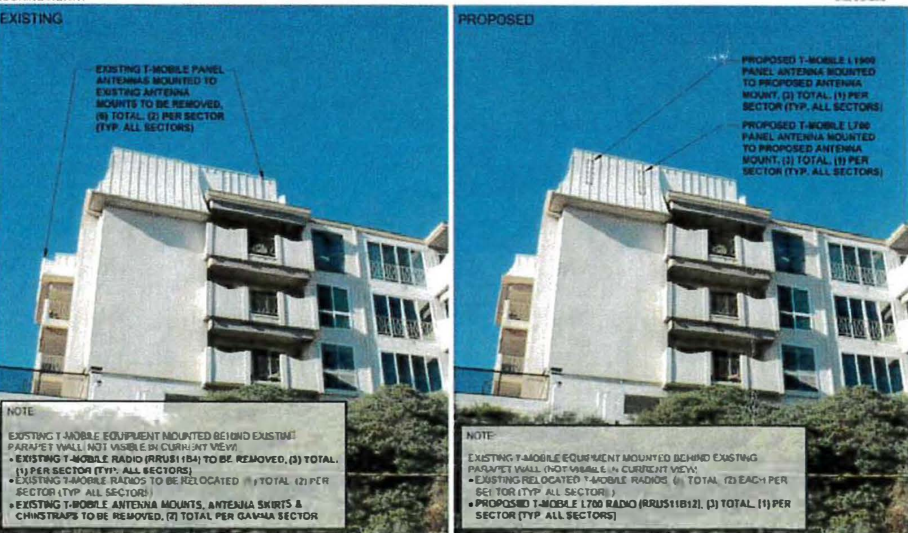 EXISTING
EXISTING T-MOBILE PANEL
ANTENNAS MOUNTED TO
EXISTING ANTENNA
MOUNTS TO BE REMOVED,
(6) TOTAL, (2) PER SECTOR
(TYP. ALL SECTORS)
NOTE:
EXISTING T-MOBILE EQUIPMENT MOUNTED BEHIND EXISTING
PARAPET WALL (NOT VISIBLE IN CURRENT VIEW)
• EXISTING T-MOBILE RADIO (RRUS11B4) TO BE REMOVED, (3) TOTAL,
(1) PER SECTOR (TYP. ALL SECTORS)
• EXISTING T-MOBILE RADIOS TO BE RELOCATED TOTAL (2) PER
SECTOR (TYP ALL SECTORS)
• EXISTING T-MOBILE ANTENNA MOUNTS, ANTENNA SKIRTS &
CHINSTRAPS TO BE REMOVED, (2) TOTAL PER GAMMA SECTOR
PROPOSED
PROPOSED T-MOBILE L1900
PANEL ANTENNA MOUNTED
TO PROPOSED ANTENNA
MOUNT, (3) TOTAL, (1) PER
SECTOR (TYP. ALL SECTORS)
PROPOSED T-MOBILE L700
PANEL ANTENNA MOUNTED
TO PROPOSED ANTENNA
MOUNT, (3) TOTAL, (1) PER
SECTOR (TYP. ALL SECTORS)
NOTE:
EXISTING T-MOBILE EQUIPMENT MOUNTED BEHIND EXISTING
PARAPET WALL (NOT VISIBLE IN CURRENT VIEW)
• EXISTING RELOCATED T-MOBILE RADIOS TOTAL (2) EACH PER
SECTOR (TYP ALL SECTORS)
• PROPOSED T-MOBILE L700 RADIO (RRUS11B12), (3) TOTAL, (1) PER
SECTOR (TYP ALL SECTORS)